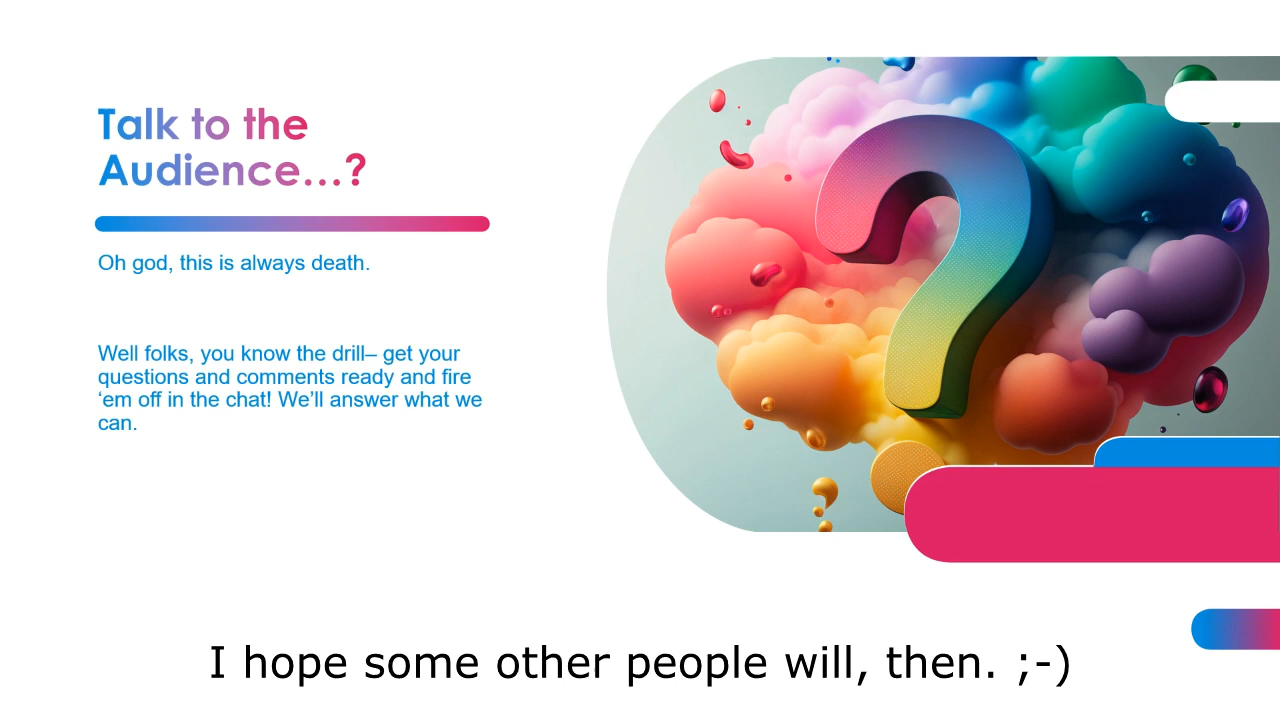 Talk to the
Audience…?
Oh god, this is always death.
Well folks, you know the drill– get your
questions and comments ready and fire
‘em off in the chat! We’ll answer what we
can.
I hope some other people will, then. ;-)